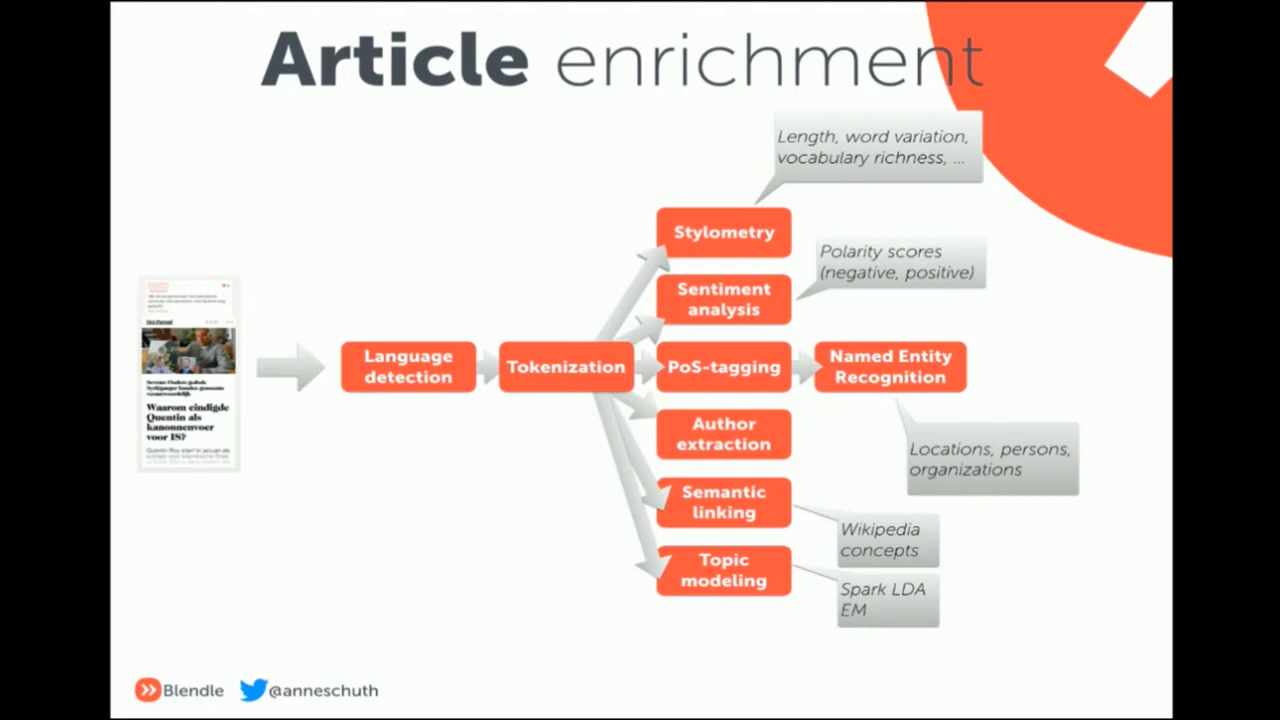 Article enrichment
Length, word variation,
vocabulary richness, ...
Stylometry
Polarity scores
(negative, positive)
Sentiment
analysis
Language
detection
Tokenization
PoS-tagging
Named Entity
Recognition
Author
extraction
Locations, persons,
organizations
Semantic
linking
Wikipedia
concepts
Topic
modeling
Spark LDA
EM
Waarom eindigde
Quentin als
kanonnenvoer
voor IS?
Blendle
@anneschuth